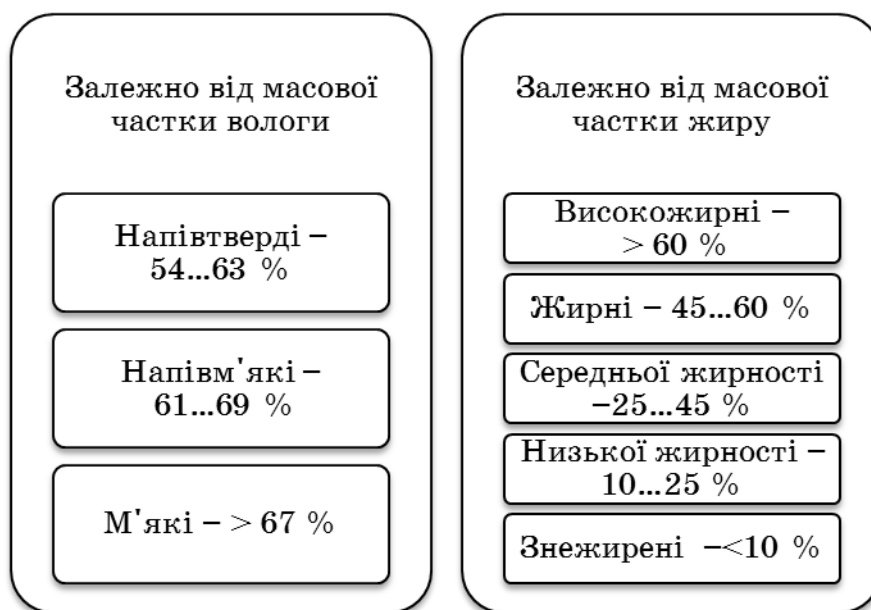 Залежно від масової
частки вологи
Напівтверді –
54...63 %
Напівм'які –
61...69 %
М'які – > 67 %
Залежно від масової
частки жиру
Високожирні –
> 60 %
Жирні – 45...60 %
Середньої жирності
–25...45 %
Низької жирності –
10...25 %
Знежирені –<10 %